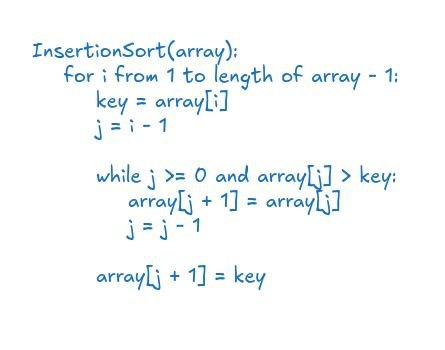 InsertionSort(array):
for i from 1 to length of array - 1:
key = array[i]
j = i - 1
while j >= 0 and array[j] > key:
array[j + 1] = array[j]
j = j - 1
array[j + 1] = key